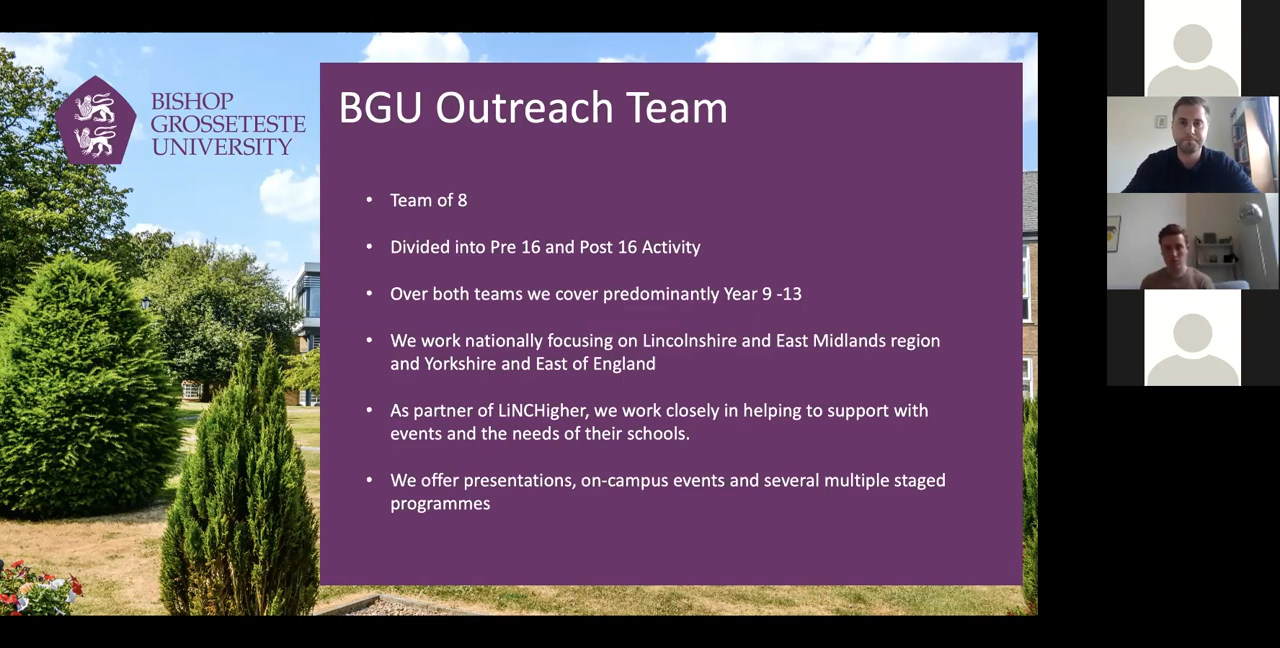 BISHOP
GROSSETESTE
UNIVERSITY
BGU Outreach Team
• Team of 8
• Divided into Pre 16 and Post 16 Activity
• Over both teams we cover predominantly Year 9 -13
• We work nationally focusing on Lincolnshire and East Midlands region
and Yorkshire and East of England
• As partner of LiNCHigher, we work closely in helping to support with
events and the needs of their schools.
• We offer presentations, on-campus events and several multiple staged
programmes